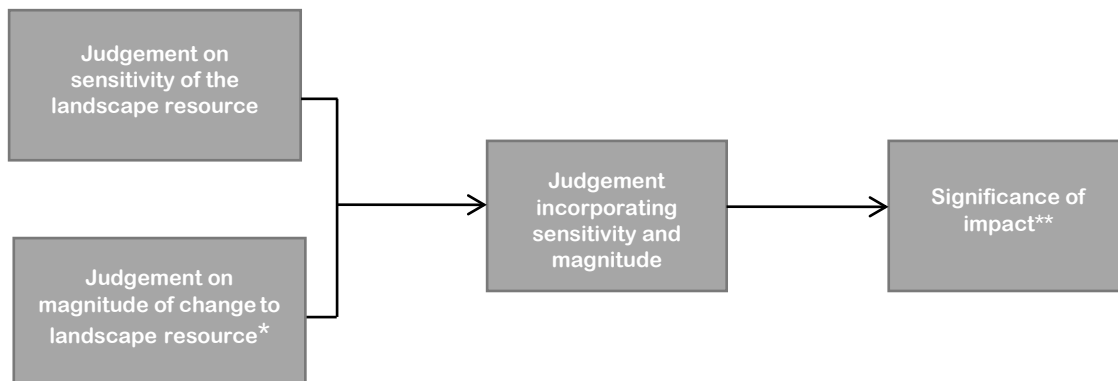 Judgement on
sensitivity of the
landscape resource
Judgement on
magnitude of change to
landscape resource*
Judgement
incorporating
sensitivity and
magnitude
Significance of
impact**